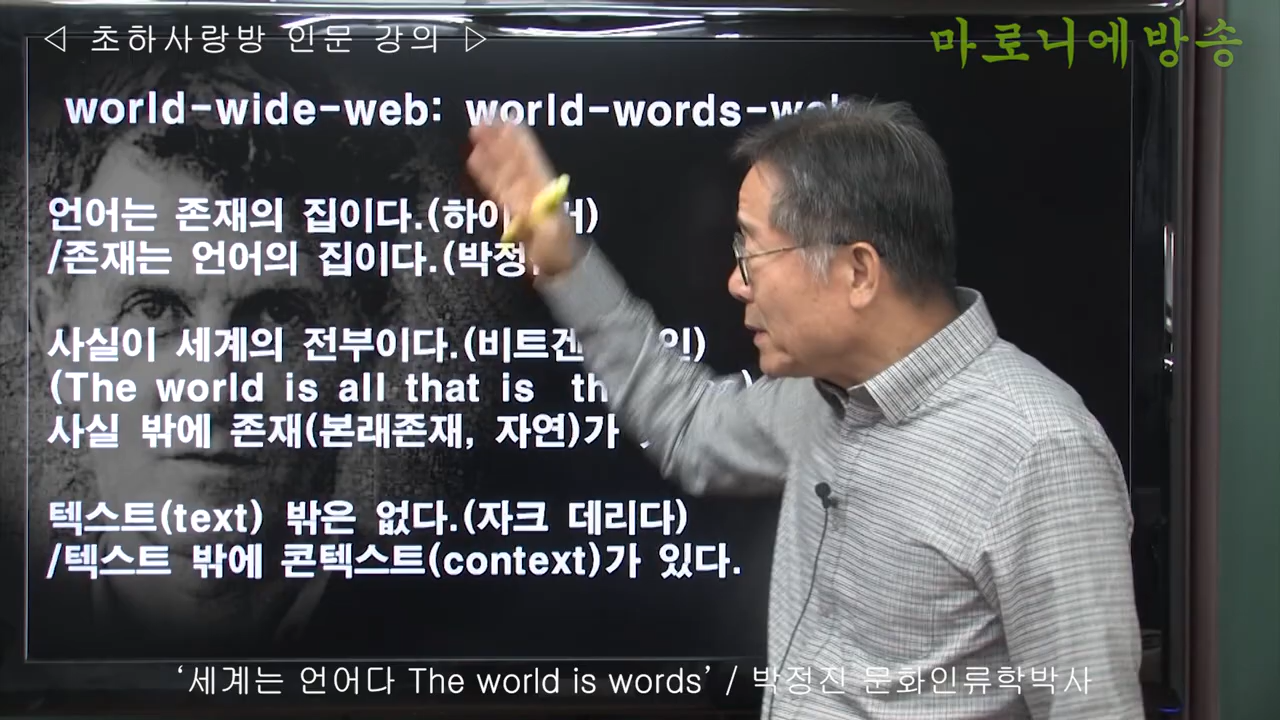 ◁ 초하사랑방 인문 강의 ▷
마로니에방송
world-wide-web: world-words-web
언어는 존재의 집이다.(하이
/존재는 언어의 집이다.(박정
사실이 세계의 전부이다.(비트겐 인)
(The world is all that is
사실 밖에 존재(본래존재, 자연)가
텍스트(text) 밖은 없다.(자크 데리다)
/텍스트 밖에 콘텍스트(context)가 있다.
‘세계는 언어다 The world is words’ / 박정진 문화인류학박사